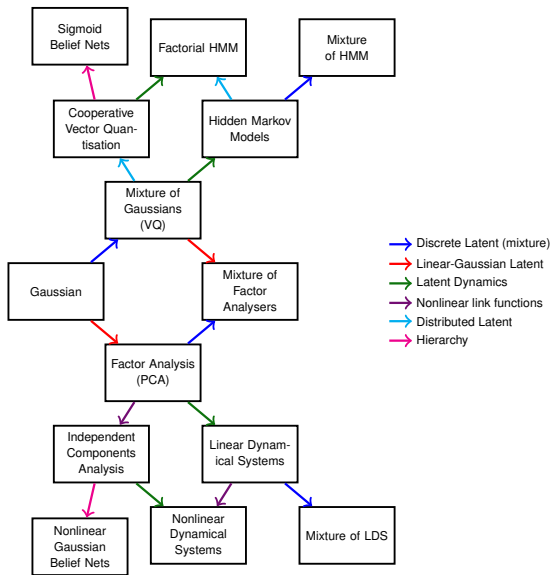 Sigmoid
Belief Nets
Factorial HMM
Mixture
of HMM
Cooperative
Vector Quan-
tisation
Hidden Markov
Models
Mixture of
Gaussians
(VQ)
Gaussian
Mixture of
Factor
Analysers
Discrete Latent (mixture)
Linear-Gaussian Latent
Latent Dynamics
Nonlinear link functions
Distributed Latent
Hierarchy
Factor Analysis
(PCA)
Independent
Components
Analysis
Linear Dynam-
ical Systems
Nonlinear
Gaussian
Belief Nets
Nonlinear
Dynamical
Systems
Mixture of LDS